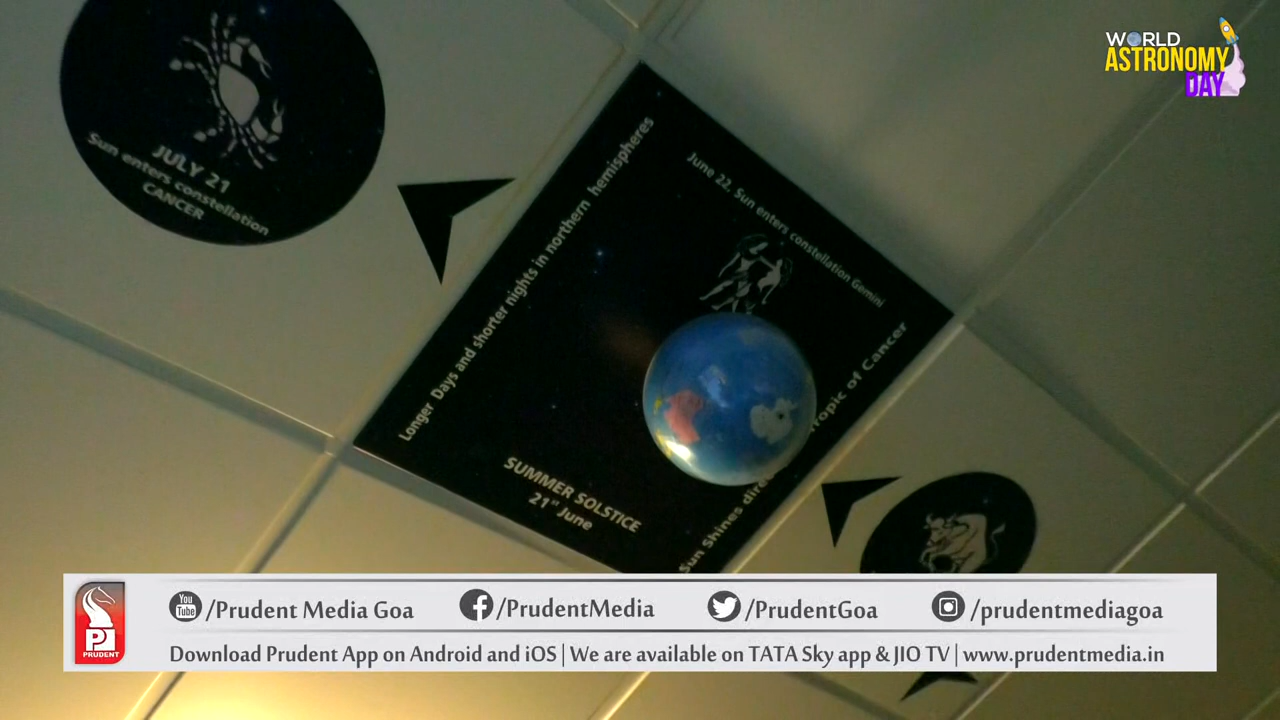 WORLD
ASTRONOMY
DAY
JULY 21
Sun enters constellation
CANCER
Longer Days and shorter nights in northern hemispheres
June 22, Sun enters constellation Gemini
Sun Shines
Tropic of Cancer
SUMMER SOLSTICE
21st June
You Tube /Prudent Media Goa
/PrudentMedia
/PrudentGoa
/prudentmediagoa
PRUDENT
Download Prudent App on Android and iOS | We are available on TATA Sky app & JIO TV | www.prudentmedia.in